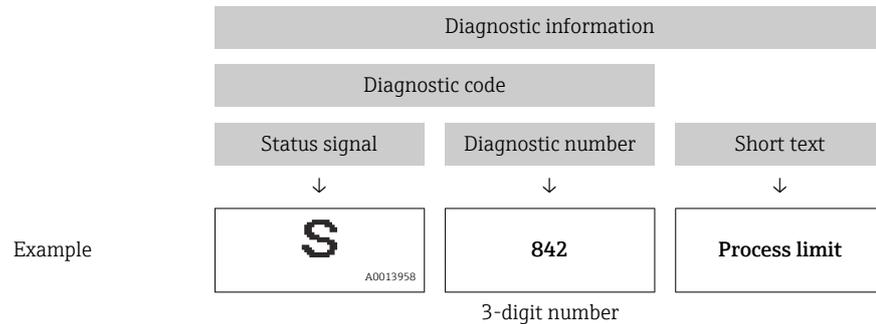 Diagnostic information
Diagnostic code
Status signal Diagnostic number Short text
↓ ↓ ↓
Example S 842 Process limit
A0013958
3-digit number